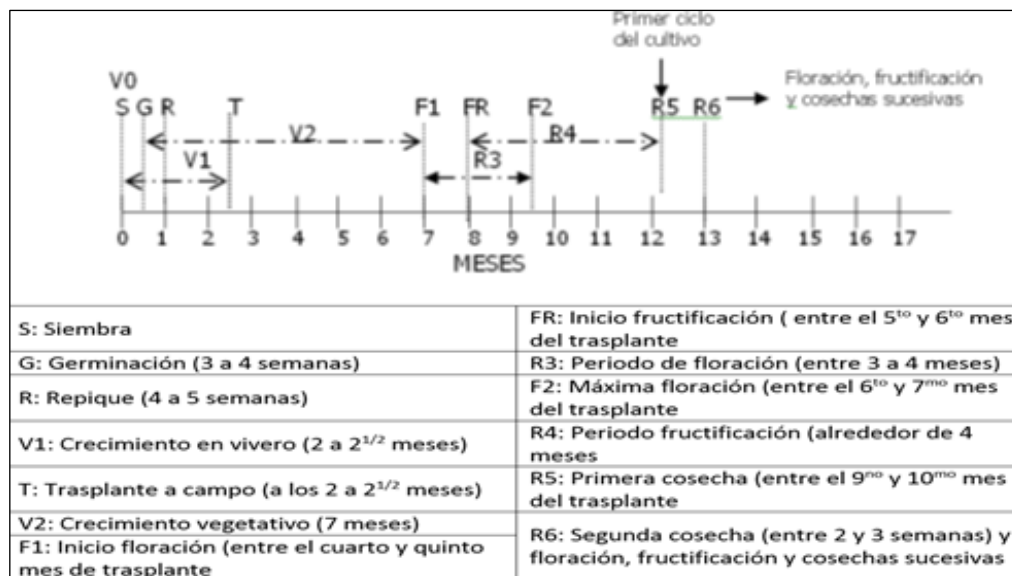 Primer ciclo
del cultivo
V0
Floración, fructificación
y cosechas sucesivas
S G R T F1 FR F2 R5 R6
V2 R4
V1 R3
0 1 2 3 4 5 6 7 8 9 10 11 12 13 14 15 16 17
MESES
S: Siembra
G: Germinación (3 a 4 semanas)
R: Repique (4 a 5 semanas)
V1: Crecimiento en vivero (2 a 2^1/2 meses)
T: Trasplante a campo (a los 2 a 2^1/2 meses)
V2: Crecimiento vegetativo (7 meses)
F1: Inicio floración (entre el cuarto y quinto
mes de trasplante
FR: Inicio fructificación ( entre el 5to y 6to mes
del trasplante
R3: Periodo de floración (entre 3 a 4 meses)
F2: Máxima floración (entre el 6to y 7mo mes
del trasplante
R4: Periodo fructificación (alrededor de 4
meses
R5: Primera cosecha (entre el 9no y 10mo mes
del trasplante
R6: Segunda cosecha (entre 2 y 3 semanas) y
floración, fructificación y cosechas sucesivas